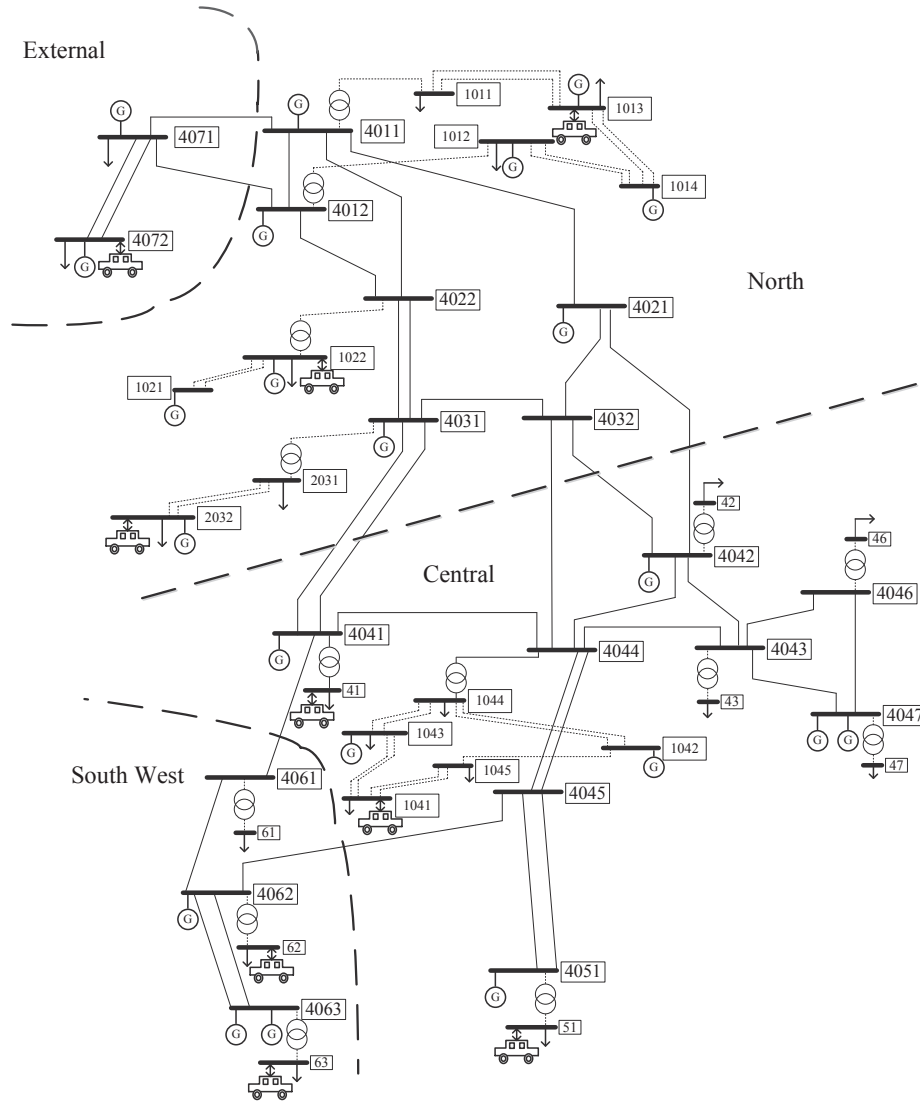 External
G
G
G
1011
1013
4071
4011
1012
G
1014
4012
G
G
4072
G
4022
North
4021
G
1022
1021
G
G
4031
4032
G
2031
42
2032
G
4042
46
G
Central
4046
4041
4044
4043
G
41
1044
43
4047
1043
G
1042
G
G
South West
1045
G
47
4061
1041
4045
61
4062
G
62
4051
G
4063
G
G
51
63